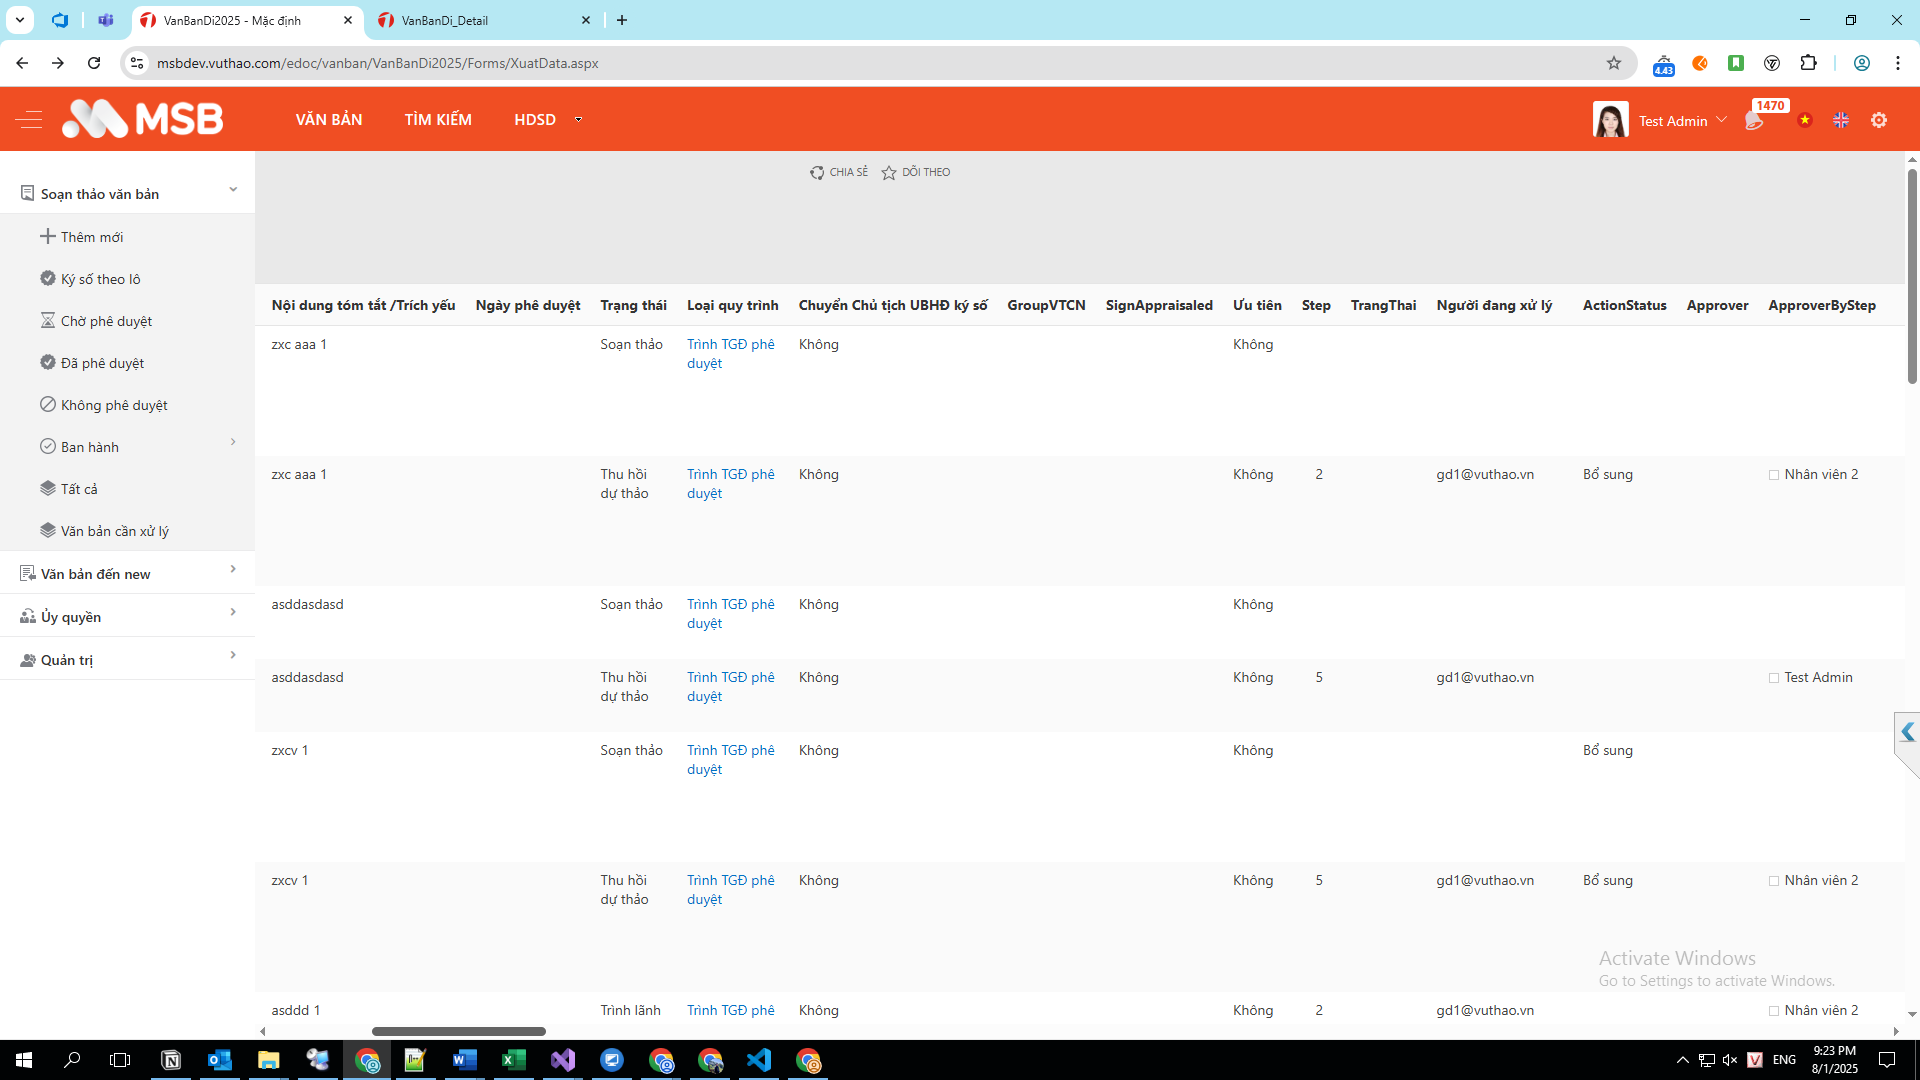 VanBanDi2025 - Mặc định
VanBanDi_Detail
msbdev.vuthao.com/edoc/vanban/VanBanDi2025/Forms/XuatData.aspx
4.43
MSB
VĂN BẢN
TÌM KIẾM
HDSD
Test Admin
1470
Soạn thảo văn bản
Thêm mới
Ký số theo lô
Chờ phê duyệt
Đã phê duyệt
Không phê duyệt
Ban hành
Tất cả
Văn bản cần xử lý
Văn bản đến new
Ủy quyền
Quản trị
CHIA SẺ
DÕI THEO
Nội dung tóm tắt /Trích yếu Ngày phê duyệt Trạng thái Loại quy trình Chuyển Chủ tịch UBHĐ ký số GroupVTCN SignAppraisaled Ưu tiên Step TrangThai Người đang xử lý ActionStatus Approver ApproverByStep
zxc aaa 1 Soạn thảo Trình TGĐ phê Không Không
duyệt
zxc aaa 1 Thu hồi Trình TGĐ phê Không Không 2 gd1@vuthao.vn Bổ sung Nhân viên 2
dự thảo duyệt
asddasdasd Soạn thảo Trình TGĐ phê Không Không
duyệt
asddasdasd Thu hồi Trình TGĐ phê Không Không 5 gd1@vuthao.vn Test Admin
dự thảo duyệt
zxcv 1 Soạn thảo Trình TGĐ phê Không Không Bổ sung
duyệt
zxcv 1 Thu hồi Trình TGĐ phê Không Không 5 gd1@vuthao.vn Bổ sung Nhân viên 2
dự thảo duyệt
asddd 1 Trình lãnh Trình TGĐ phê Không Không 2 gd1@vuthao.vn Nhân viên 2
Activate Windows
Go to Settings to activate Windows.
ENG
9:23 PM
8/1/2025